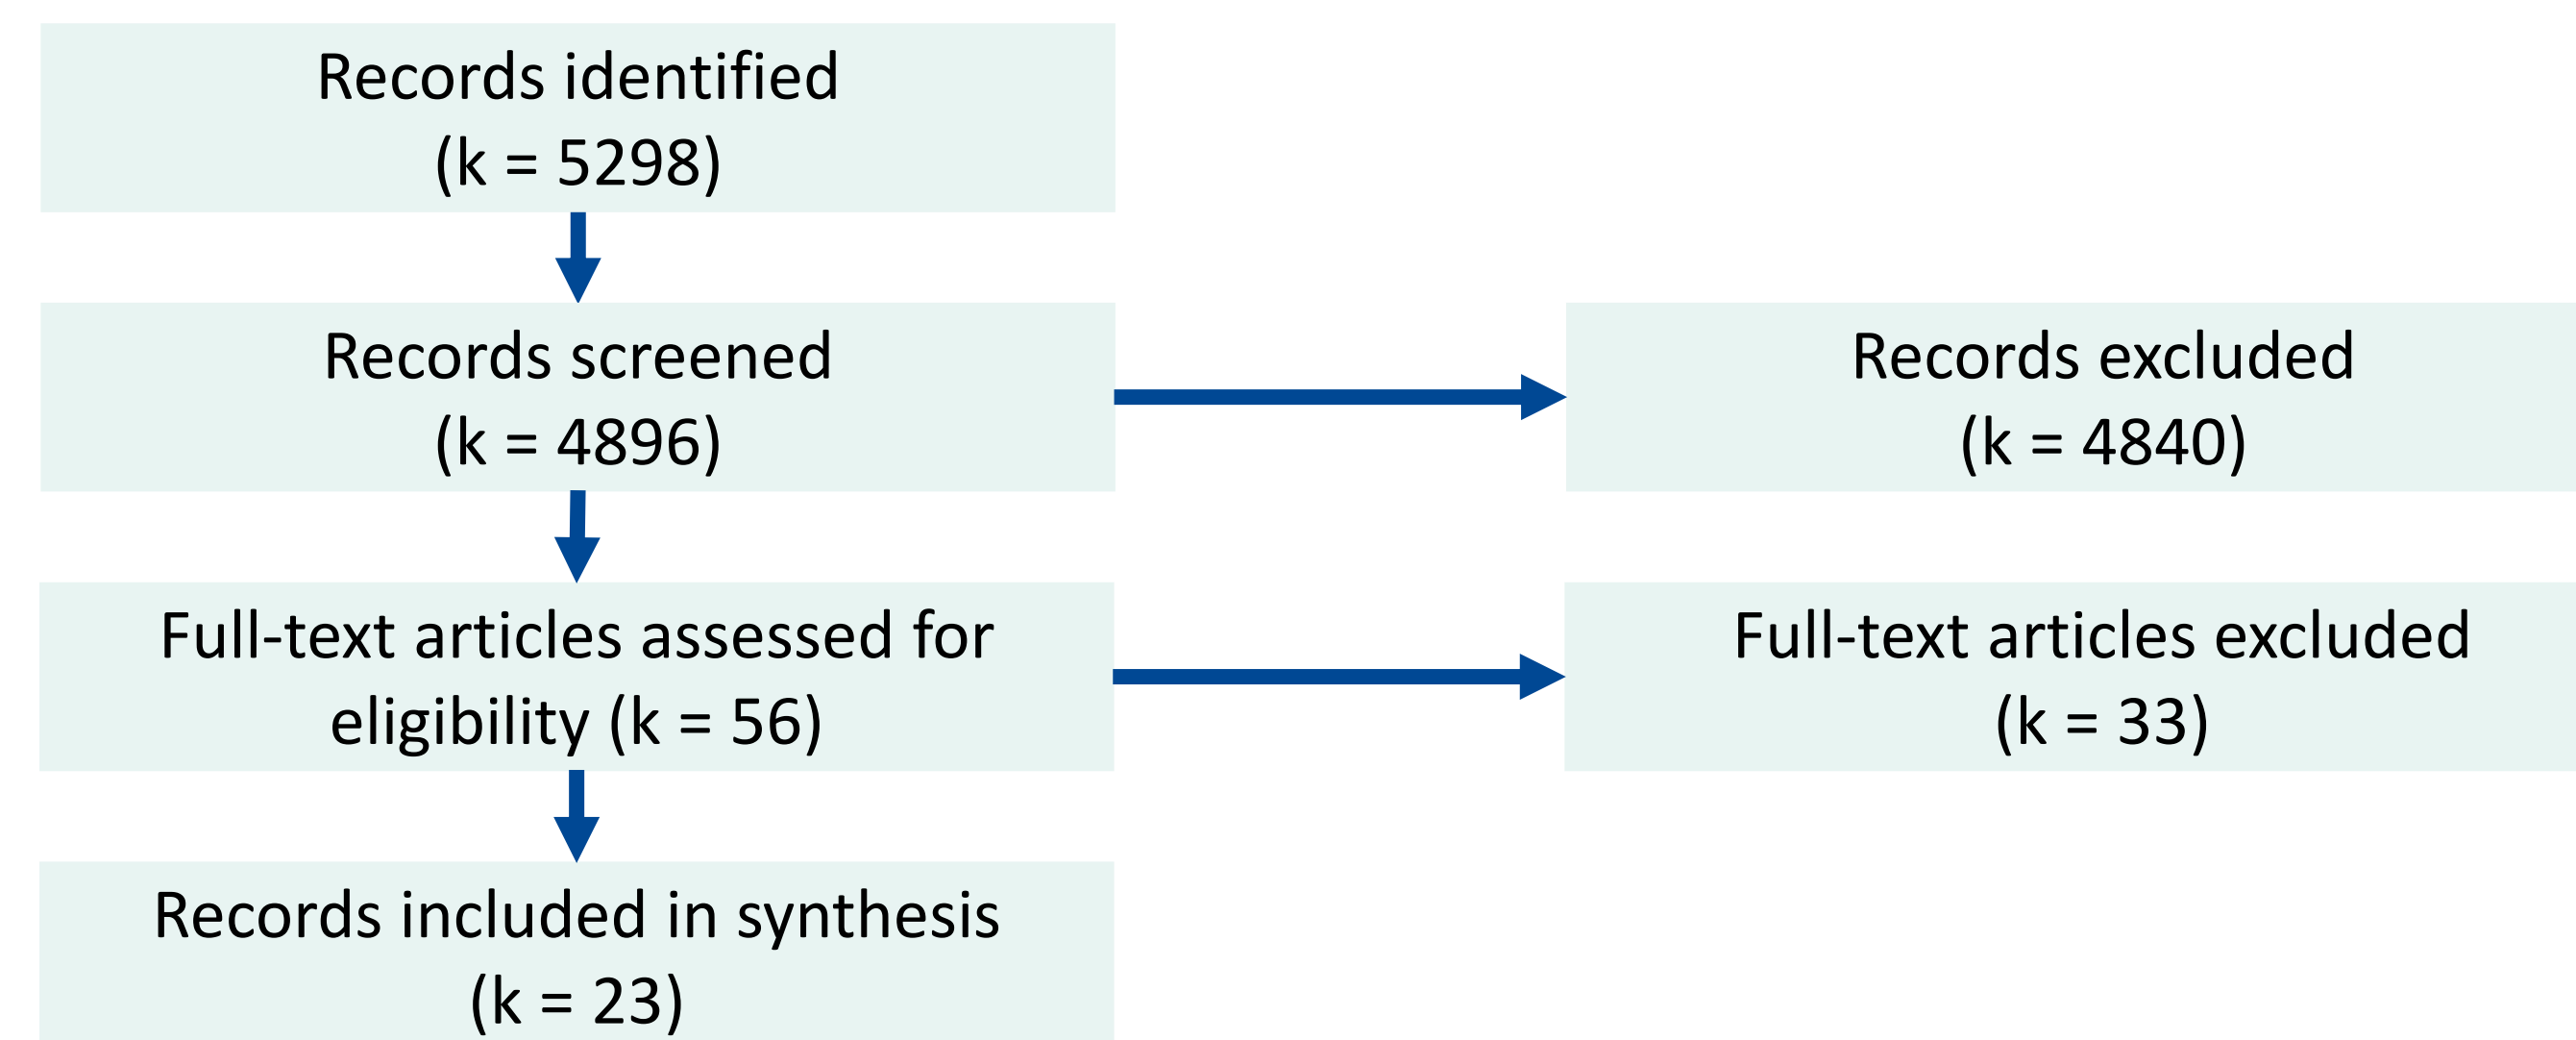 Records identified
(k = 5298)
Records screened
(k = 4896)
Records excluded
(k = 4840)
Full-text articles assessed for
eligibility (k = 56)
Full-text articles excluded
(k = 33)
Records included in synthesis
(k = 23)